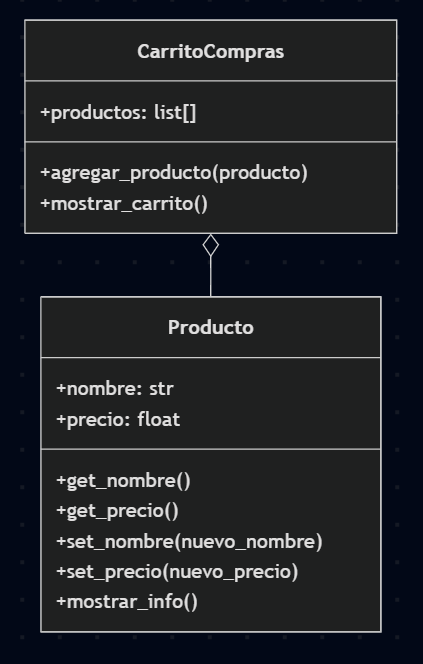 CarritoCompras
+productos: list[]
+agregar_producto(producto)
+mostrar_carrito()
Producto
+nombre: str
+precio: float
+get_nombre()
+get_precio()
+set_nombre(nuevo_nombre)
+set_precio(nuevo_precio)
+mostrar_info()